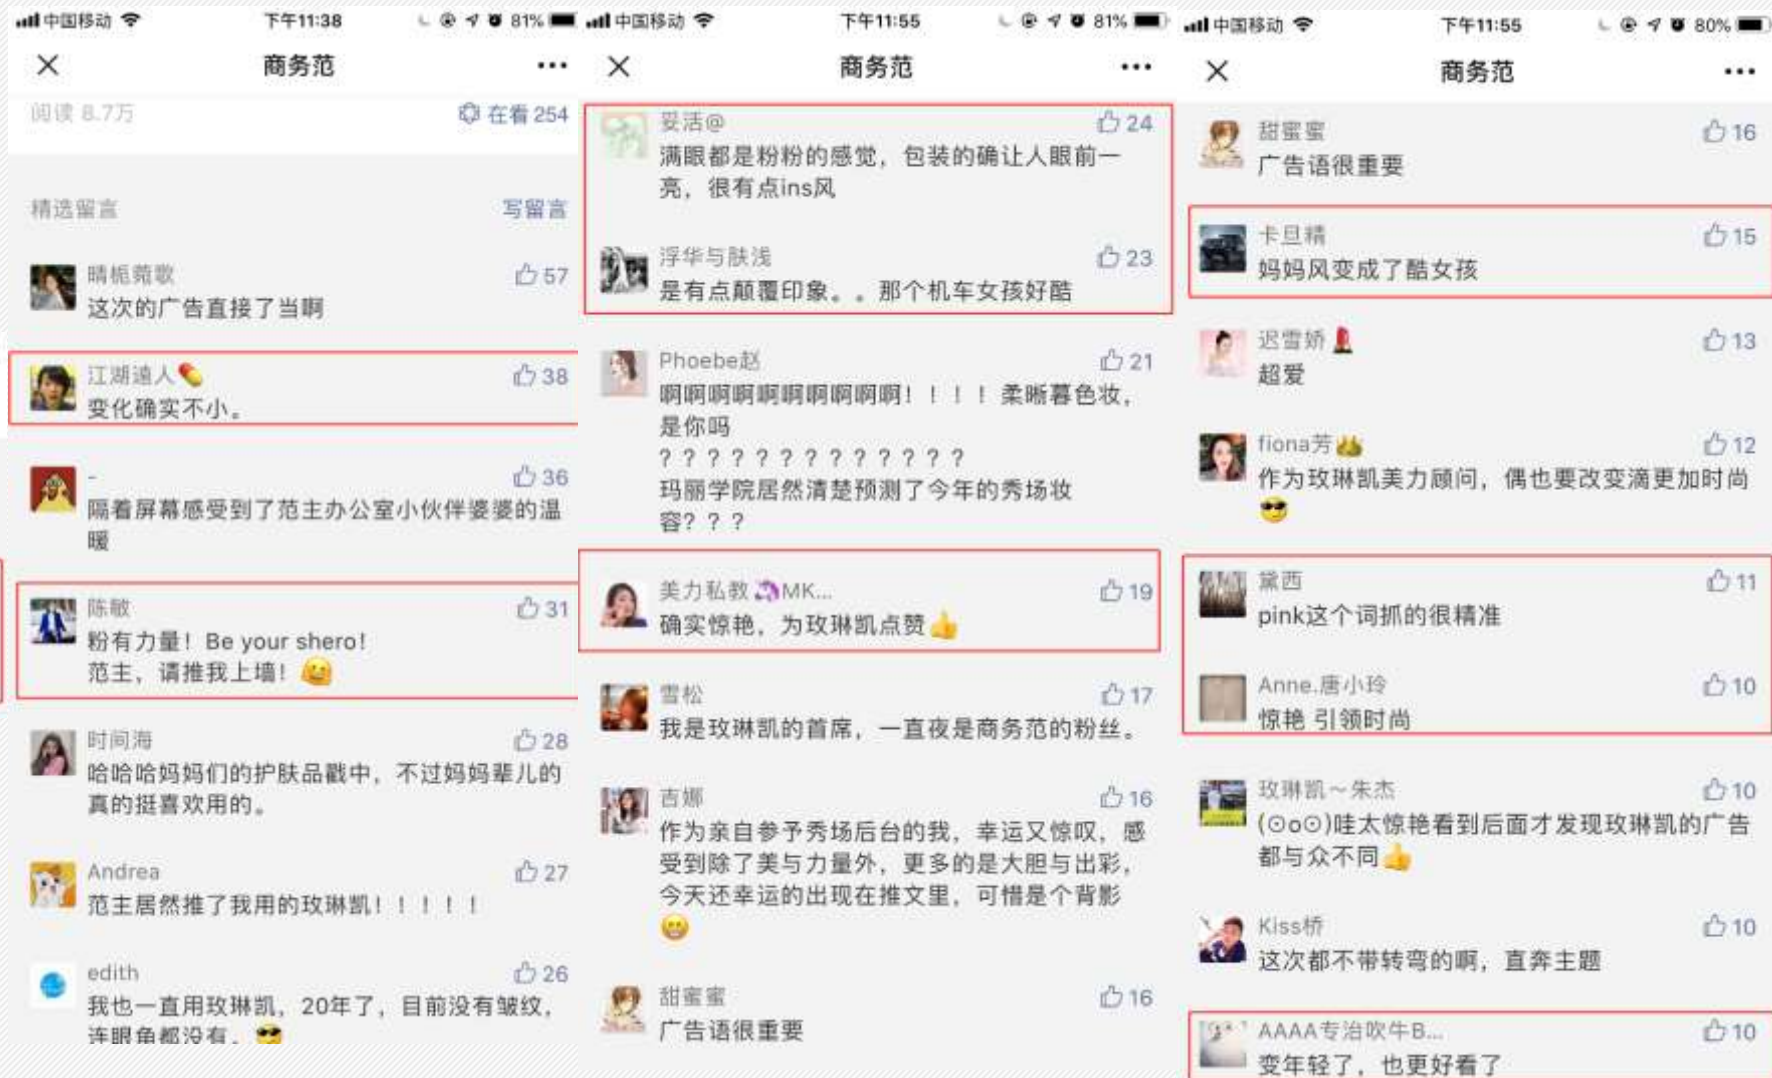 中国移动 下午11:38 81%
× 商务范 •••
阅读 8.7万 在看 254
精选留言 写留言
晴栀菀歌 57
这次的广告直接了当啊
江湖遠人 38
变化确实不小。
- 36
隔着屏幕感受到了范主办公室小伙伴婆婆的温
暖
陈敏 31
粉有力量！Be your shero！
范主，请推我上墙！
时间海 28
哈哈哈妈妈们的护肤品戳中，不过妈妈辈儿的
真的挺喜欢用的。
Andrea 27
范主居然推了我用的玫琳凯！！！！！
edith 26
我也一直用玫琳凯，20年了，目前没有皱纹，
连眼角都没有。
中国移动 下午11:55 81%
× 商务范 •••
妥活@ 24
满眼都是粉粉的感觉，包装的确让人眼前一
亮，很有点ins风
浮华与肤浅 23
是有点颠覆印象。。那个机车女孩好酷
Phoebe赵 21
啊啊啊啊啊啊啊啊啊啊！！！！柔晰暮色妆，
是你吗
？？？？？？？？？？？？？
玛丽学院居然清楚预测了今年的秀场妆
容？？？
美力私教 MK... 19
确实惊艳，为玫琳凯点赞
雪松 17
我是玫琳凯的首席，一直夜是商务范的粉丝。
吉娜 16
作为亲自参予秀场后台的我，幸运又惊叹，感
受到除了美与力量外，更多的是大胆与出彩，
今天还幸运的出现在推文里，可惜是个背影
甜蜜蜜 16
广告语很重要
中国移动 下午11:55 80%
× 商务范 •••
甜蜜蜜 16
广告语很重要
卡旦精 15
妈妈风变成了酷女孩
迟雪娇 13
超爱
fiona芳 12
作为玫琳凯美力顾问，偶也要改变滴更加时尚
黛西 11
pink这个词抓的很精准
Anne.唐小玲 10
惊艳 引领时尚
玫琳凯～朱杰 10
(⊙o⊙)哇太惊艳看到后面才发现玫琳凯的广告
都与众不同
Kiss桥 10
这次都不带转弯的啊，直奔主题
AAAA专治吹牛B... 10
变年轻了，也更好看了